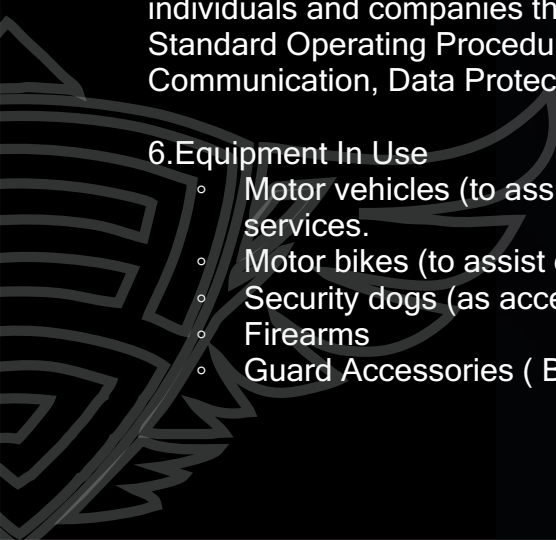 individuals and companies th
Standard Operating Procedu
Communication, Data Protec
6.Equipment In Use
◦ Motor vehicles (to ass
services.
◦ Motor bikes (to assist
◦ Security dogs (as acce
◦ Firearms
◦ Guard Accessories ( B